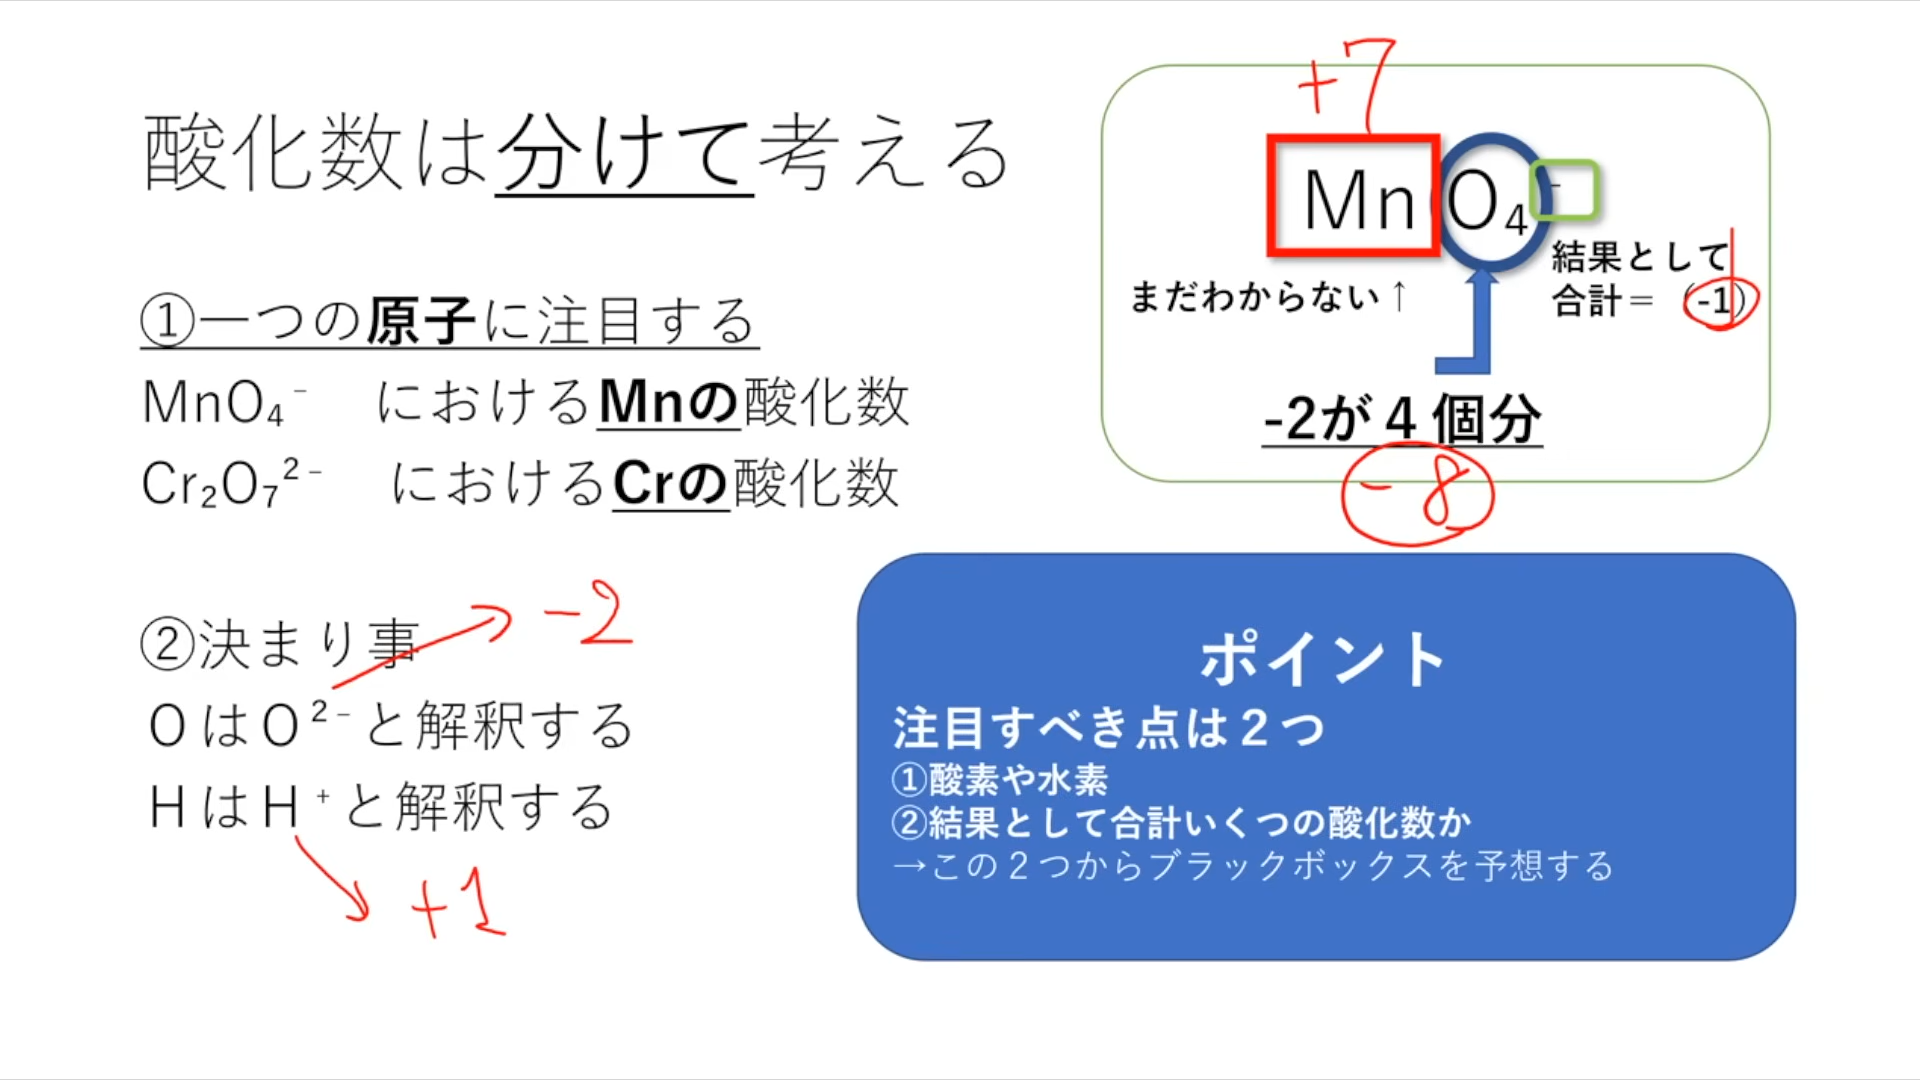 酸化数は分けて考える
①一つの原子に注目する
MnO₄⁻ におけるMnの酸化数
Cr₂O₇²⁻ におけるCrの酸化数
②決まり事
-2
OはO²⁻と解釈する
HはH⁺と解釈する
+1
+7
MnO₄⁻
まだわからない↑
結果として
合計＝（-1）
-2が４個分
-8
ポイント
注目すべき点は２つ
①酸素や水素
②結果として合計いくつの酸化数か
→この２つからブラックボックスを予想する